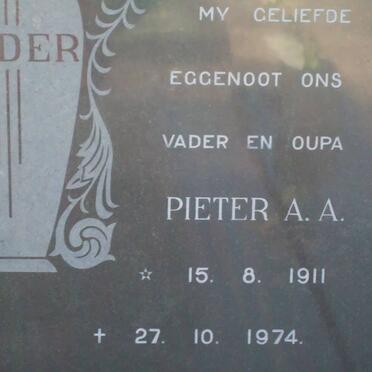 DER
MY GELIEFDE
EGGENOOT ONS
VADER EN OUPA
PIETER A. A.
☆ 15. 8. 1911
✝ 27. 10. 1974.